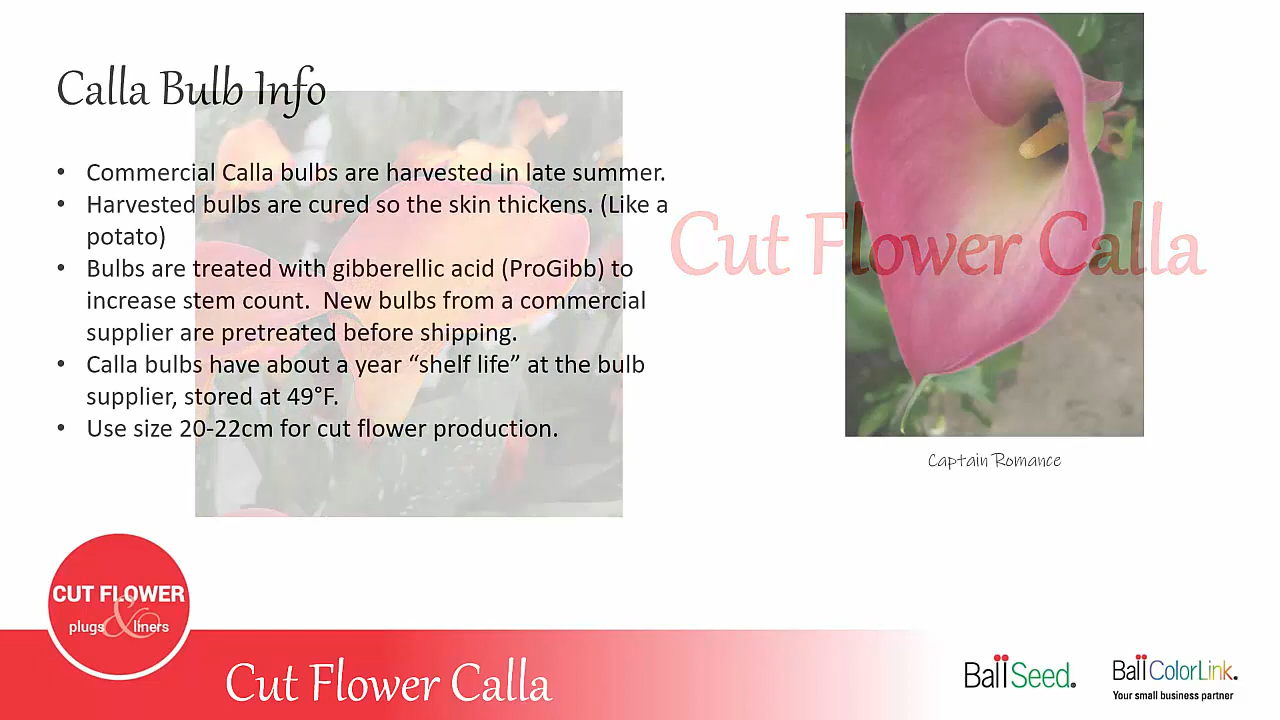 Calla Bulb Info
• Commercial Calla bulbs are harvested in late summer.
• Harvested bulbs are cured so the skin thickens. (Like a
potato)
• Bulbs are treated with gibberellic acid (ProGibb) to
increase stem count.  New bulbs from a commercial
supplier are pretreated before shipping.
• Calla bulbs have about a year “shelf life” at the bulb
supplier, stored at 49°F.
• Use size 20-22cm for cut flower production.
Cut Flower Calla
Captain Romance
CUT FLOWER
plugs & liners
Cut Flower Calla
Ball Seed.
Ball ColorLink.
Your small business partner